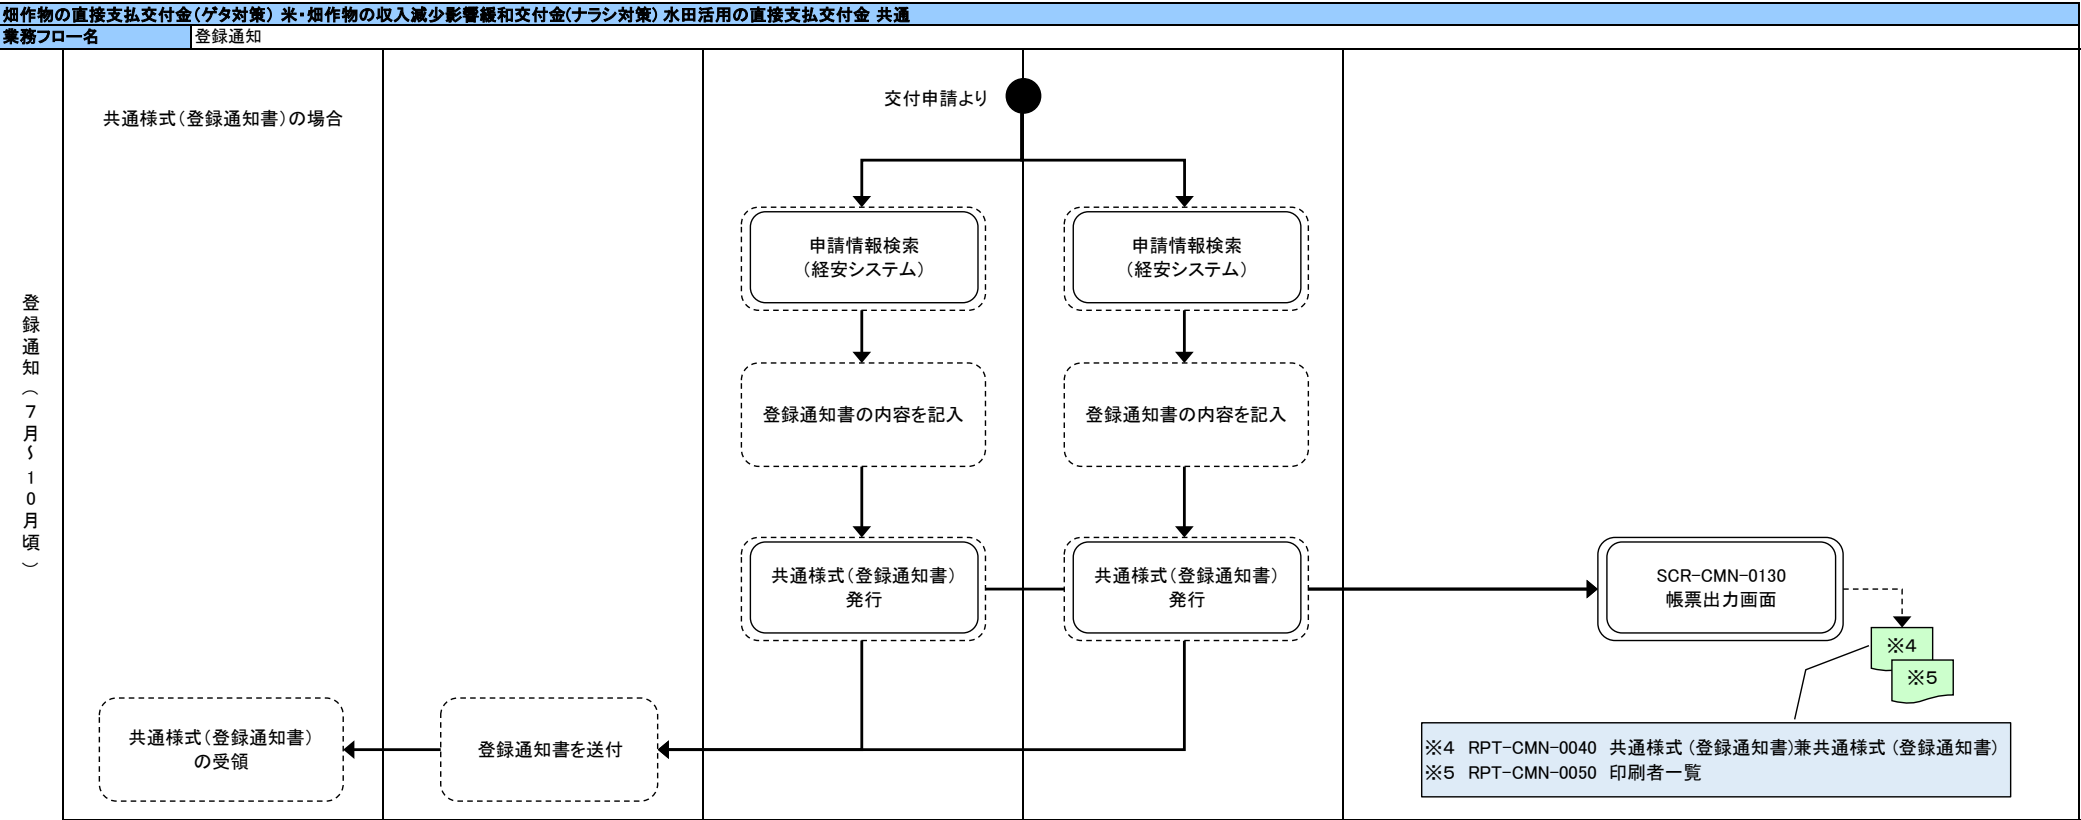 畑作物の直接支払交付金(ゲタ対策) 米・畑作物の収入減少影響緩和交付金(ナラシ対策) 水田活用の直接支払交付金 共通
業務フロー名
登録通知
登録通知(7月~10月頃)
共通様式(登録通知書)の場合
交付申請より
申請情報検索
(経安システム)
申請情報検索
(経安システム)
登録通知書の内容を記入
登録通知書の内容を記入
共通様式(登録通知書)
発行
共通様式(登録通知書)
発行
SCR-CMN-0130
帳票出力画面
※4
※5
共通様式(登録通知書)
の受領
登録通知書を送付
※4 RPT-CMN-0040 共通様式(登録通知書)兼共通様式(登録通知書)
※5 RPT-CMN-0050 印刷者一覧